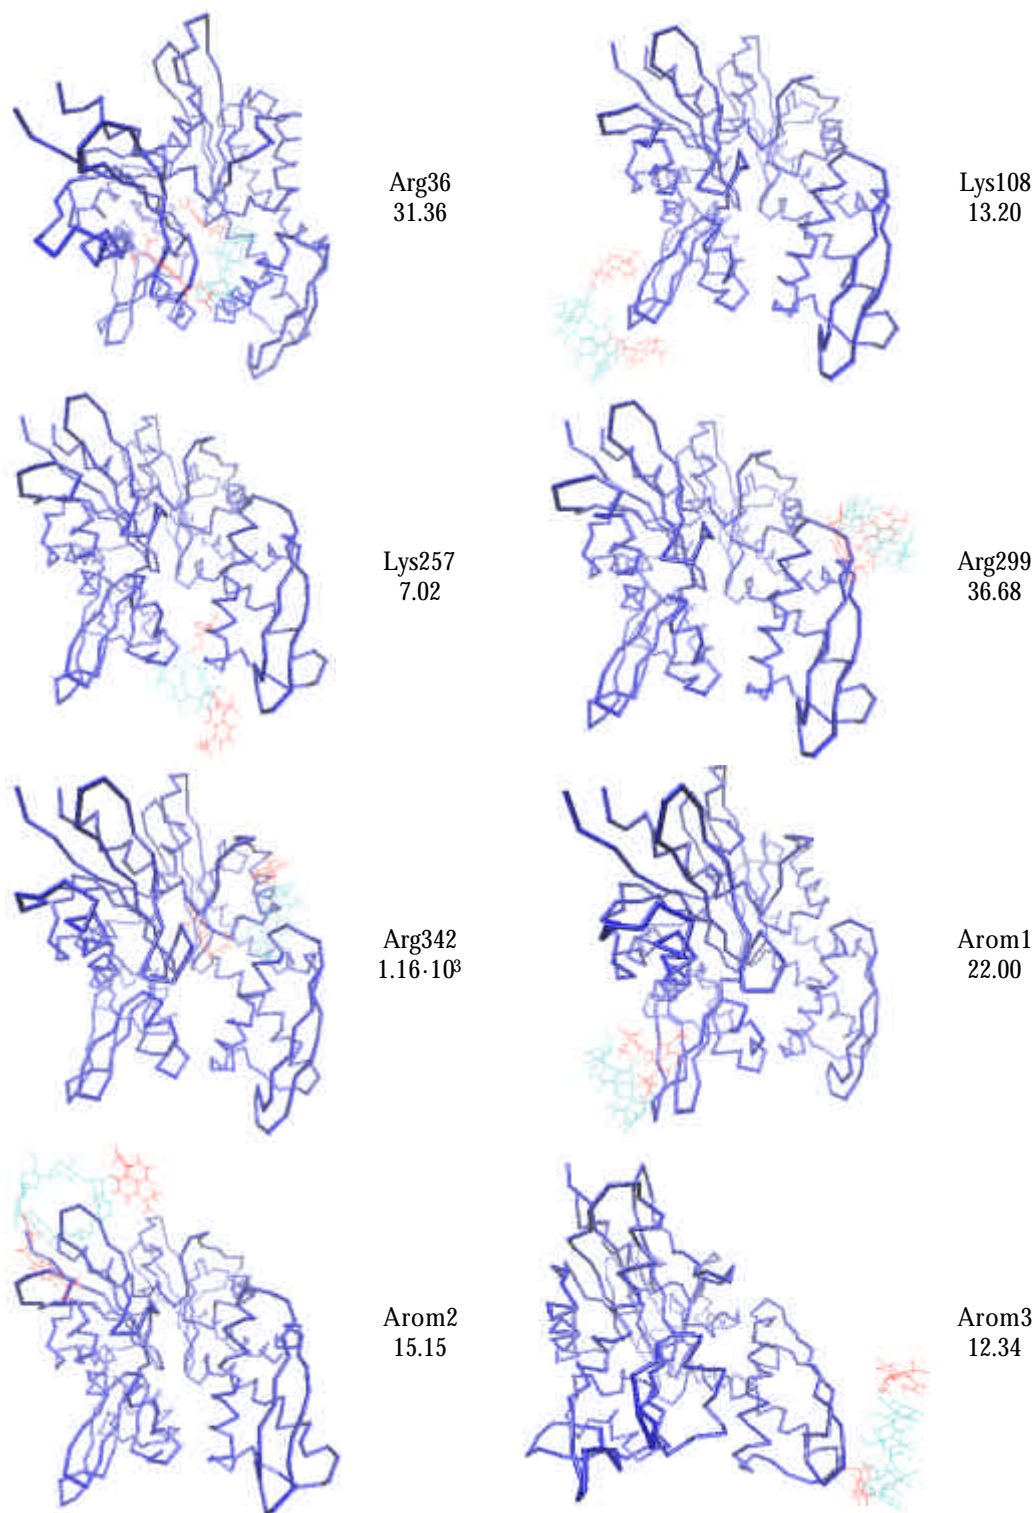 Arg36
31.36
Lys108
13.20
Lys257
7.02
Arg299
36.68
Arg342
1.16·10³
Arom1
22.00
Arom2
15.15
Arom3
12.34